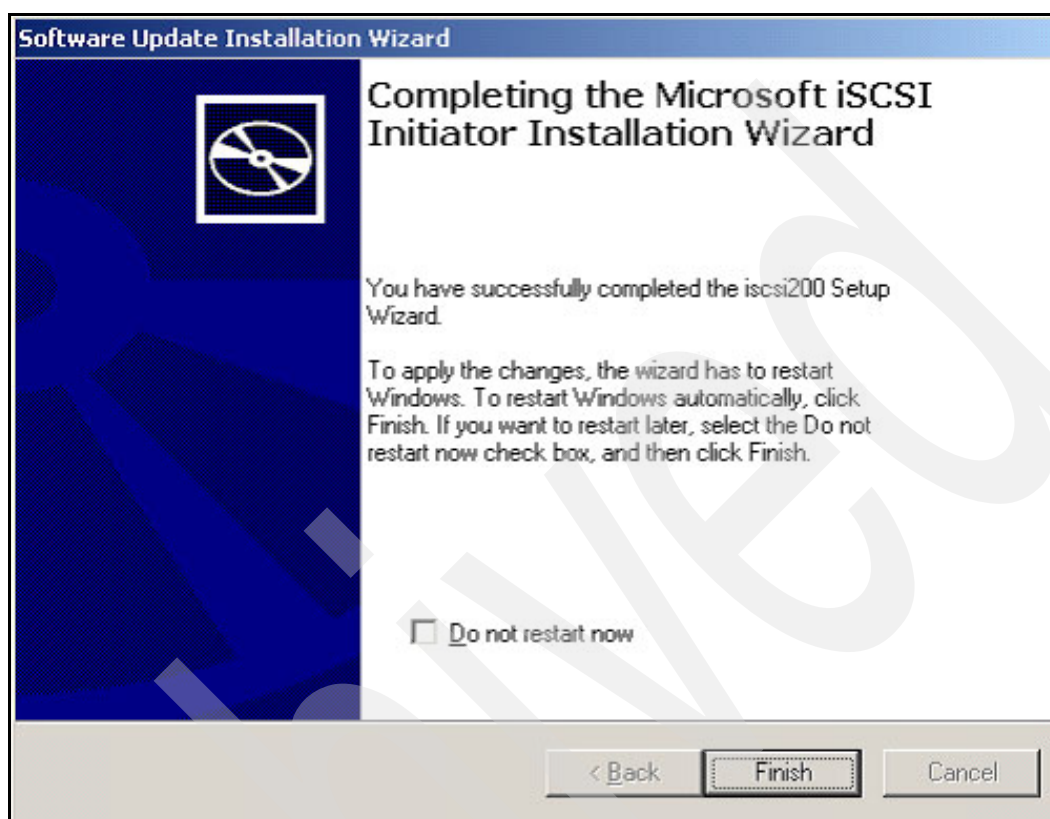 Software Update Installation Wizard
Completing the Microsoft iSCSI
Initiator Installation Wizard
You have successfully completed the iscsi200 Setup
Wizard.
To apply the changes, the wizard has to restart
Windows. To restart Windows automatically, click
Finish. If you want to restart later, select the Do not
restart now check box, and then click Finish.
Do not restart now
< Back
Finish
Cancel